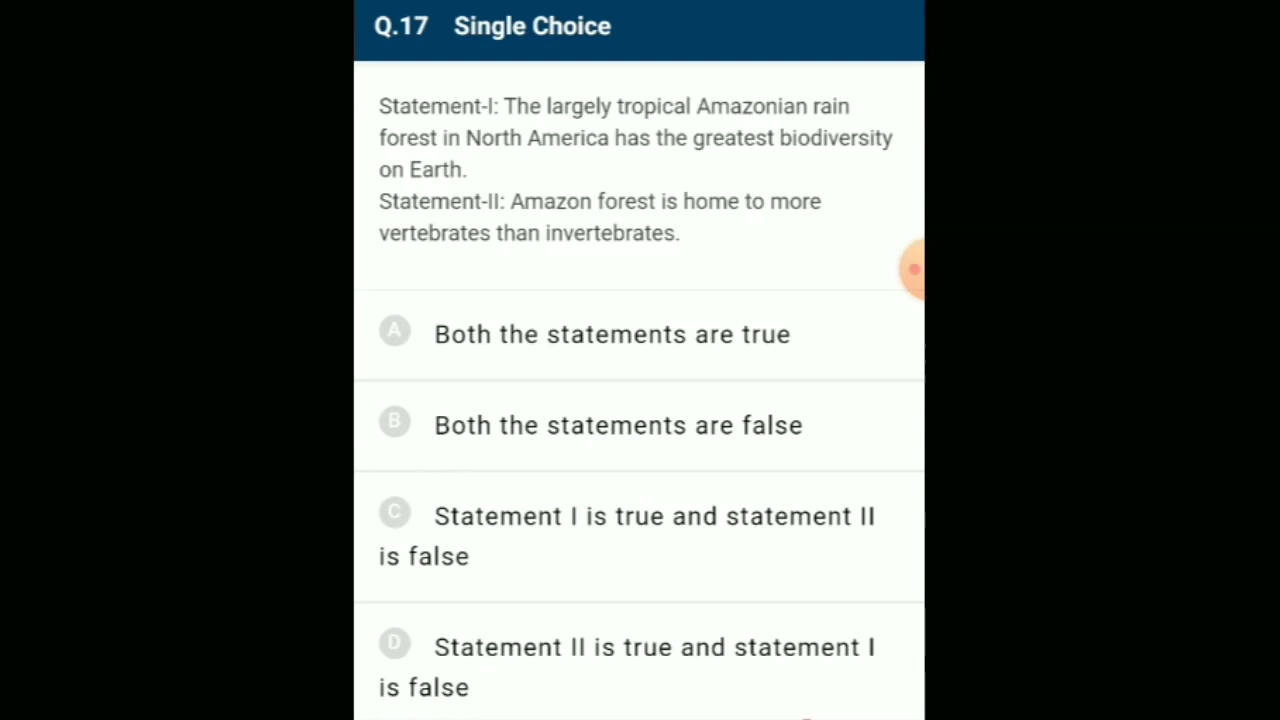 Q.17 Single Choice
Statement-I: The largely tropical Amazonian rain
forest in North America has the greatest biodiversity
on Earth.
Statement-II: Amazon forest is home to more
vertebrates than invertebrates.
A Both the statements are true
B Both the statements are false
C Statement I is true and statement II
is false
D Statement II is true and statement I
is false